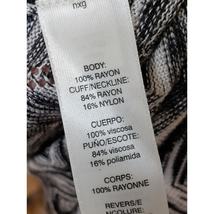 nxg
BODY:
100% RAYON
CUFF/NECKLINE:
84% RAYON
16% NYLON
CUERPO:
100% viscosa
PUÑO/ESCOTE:
84% viscosa
16% poliamida
CORPS:
100% RAYONNE
REVERS/E